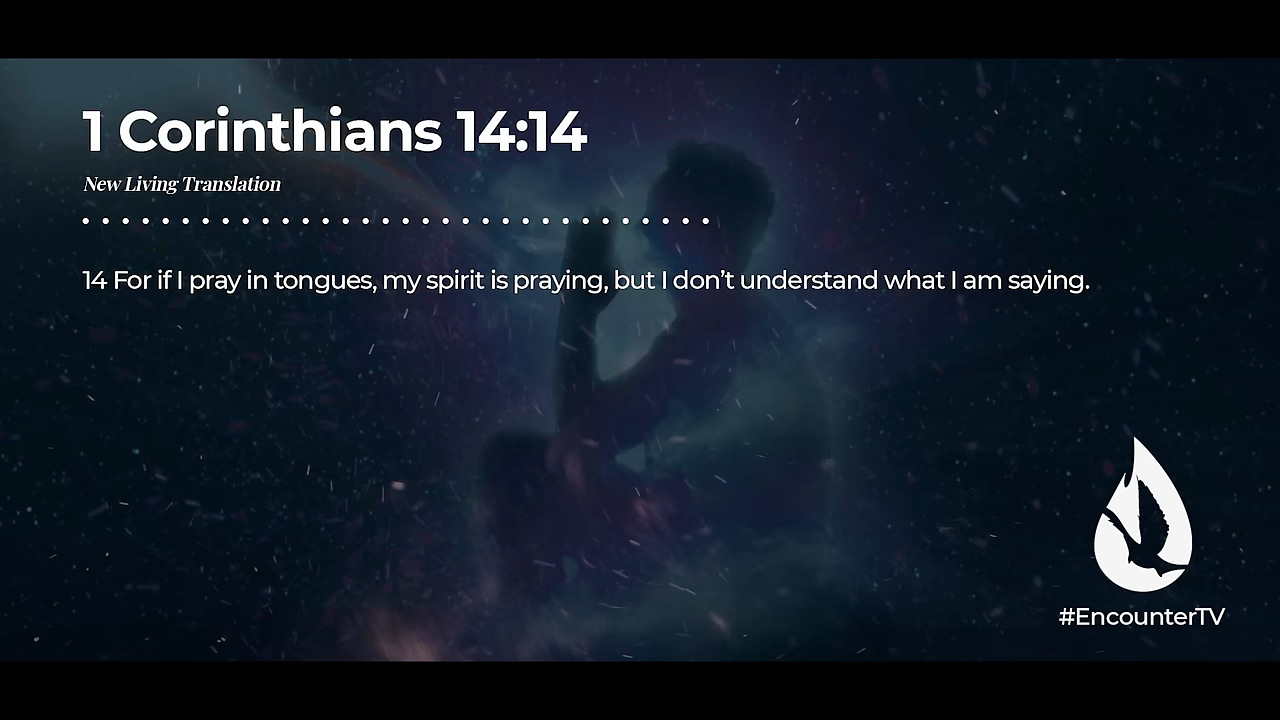 1 Corinthians 14:14
New Living Translation
14 For if I pray in tongues, my spirit is praying, but I don’t understand what I am saying.
#EncounterTV